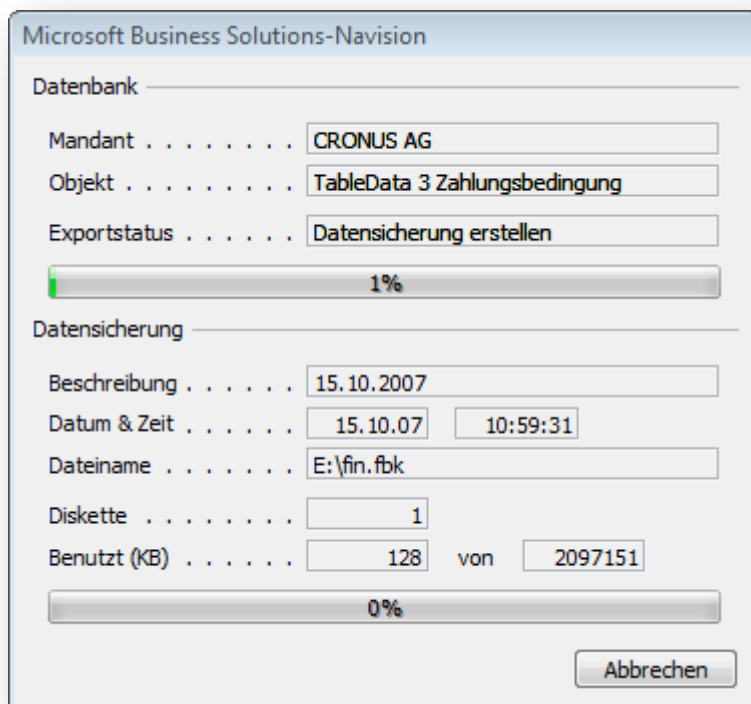 Microsoft Business Solutions-Navision
Datenbank
Mandant . . . . . . . . CRONUS AG
Objekt . . . . . . . . . TableData 3 Zahlungsbedingung
Exportstatus . . . . . . Datensicherung erstellen
1%
Datensicherung
Beschreibung . . . . . . 15.10.2007
Datum & Zeit . . . . . . 15.10.07 10:59:31
Dateiname . . . . . . . E:\fin.fbk
Diskette . . . . . . . . 1
Benutzt (KB) . . . . . . 128 von 2097151
0%
Abbrechen